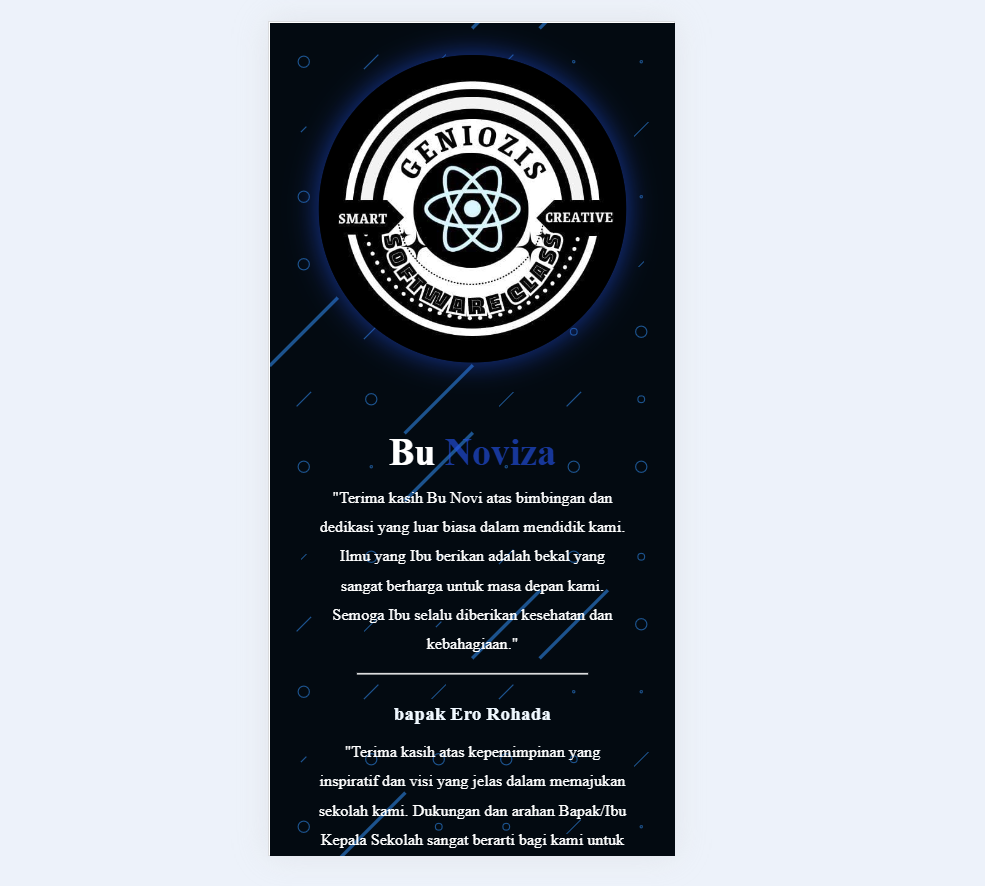 GENIOZIS
SMART
CREATIVE
SOFTWARE CLASS
Bu Noviza
"Terima kasih Bu Novi atas bimbingan dan
dedikasi yang luar biasa dalam mendidik kami.
Ilmu yang Ibu berikan adalah bekal yang
sangat berharga untuk masa depan kami.
Semoga Ibu selalu diberikan kesehatan dan
kebahagiaan."
bapak Ero Rohada
"Terima kasih atas kepemimpinan yang
inspiratif dan visi yang jelas dalam memajukan
sekolah kami. Dukungan dan arahan Bapak/Ibu
Kepala Sekolah sangat berarti bagi kami untuk